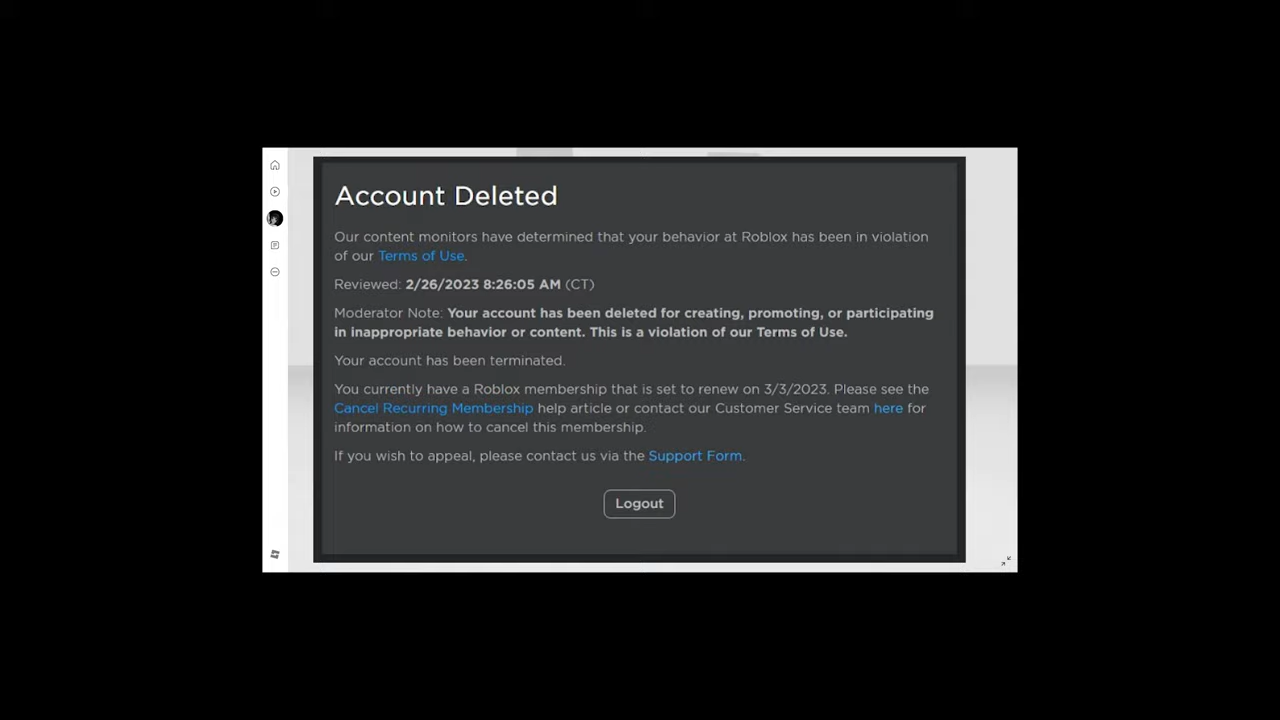 Account Deleted
Our content monitors have determined that your behavior at Roblox has been in violation
of our Terms of Use.
Reviewed: 2/26/2023 8:26:05 AM (CT)
Moderator Note: Your account has been deleted for creating, promoting, or participating
in inappropriate behavior or content. This is a violation of our Terms of Use.
Your account has been terminated.
You currently have a Roblox membership that is set to renew on 3/3/2023. Please see the
Cancel Recurring Membership help article or contact our Customer Service team here for
information on how to cancel this membership.
If you wish to appeal, please contact us via the Support Form.
Logout